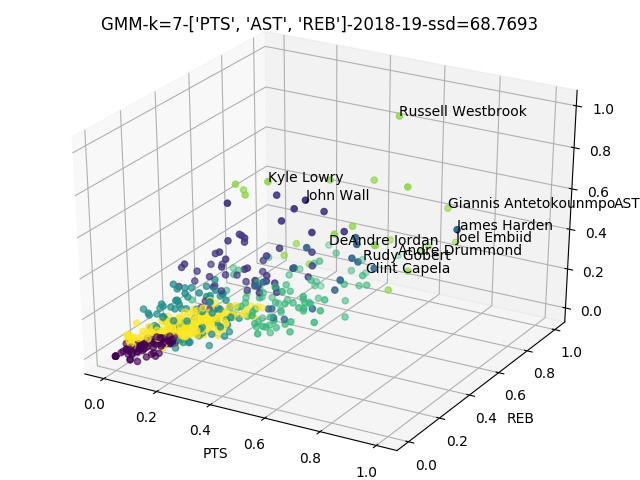 GMM-k=7-['PTS', 'AST', 'REB']-2018-19-ssd=68.7693
Russell Westbrook
Kyle Lowry
John Wall
Giannis Antetokounmpo
AST
James Harden
Joel Embid
DeAndre Jordan
Andre Drummond
Rudy Gobert
Clint Capela
1.0
0.8
0.6
0.4
0.2
0.0
0.0
0.2
0.4
0.6
0.8
1.0
PTS
0.0
0.2
0.4
0.6
0.8
1.0
REB